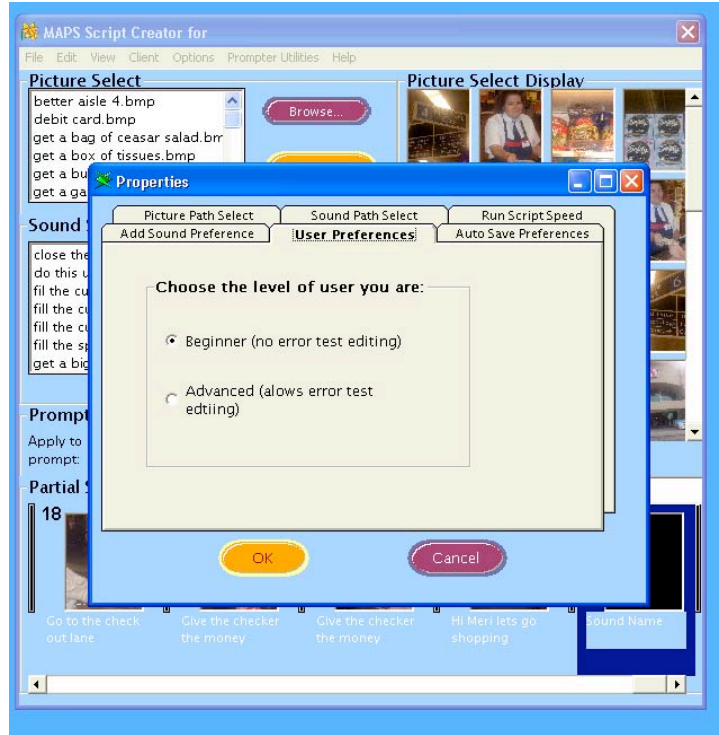 MAPS Script Creator for
File Edit View Client Options Prompter Utilities Help
Picture Select
Picture Select Display
better aisle 4.bmp
debit card.bmp
get a bag of ceasar salad.bmr
get a box of tissues.bmp
get a bu
get a ga
Browse...
Properties
Picture Path Select
Sound Path Select
Run Script Speed
Add Sound Preference
User Preferences
Auto Save Preferences
Choose the level of user you are:
Beginner (no error test editing)
Advanced (alows error test
edtiing)
OK
Cancel
Sound
close the
do this u
fil the cu
fill the cu
fill the cu
fill the sp
get a big
Prompt
Apply to
prompt:
Partial
18
Go to the check
out lane
Give the checker
the money
Give the checker
the money
Hi Meri lets go
shopping
Sound Name